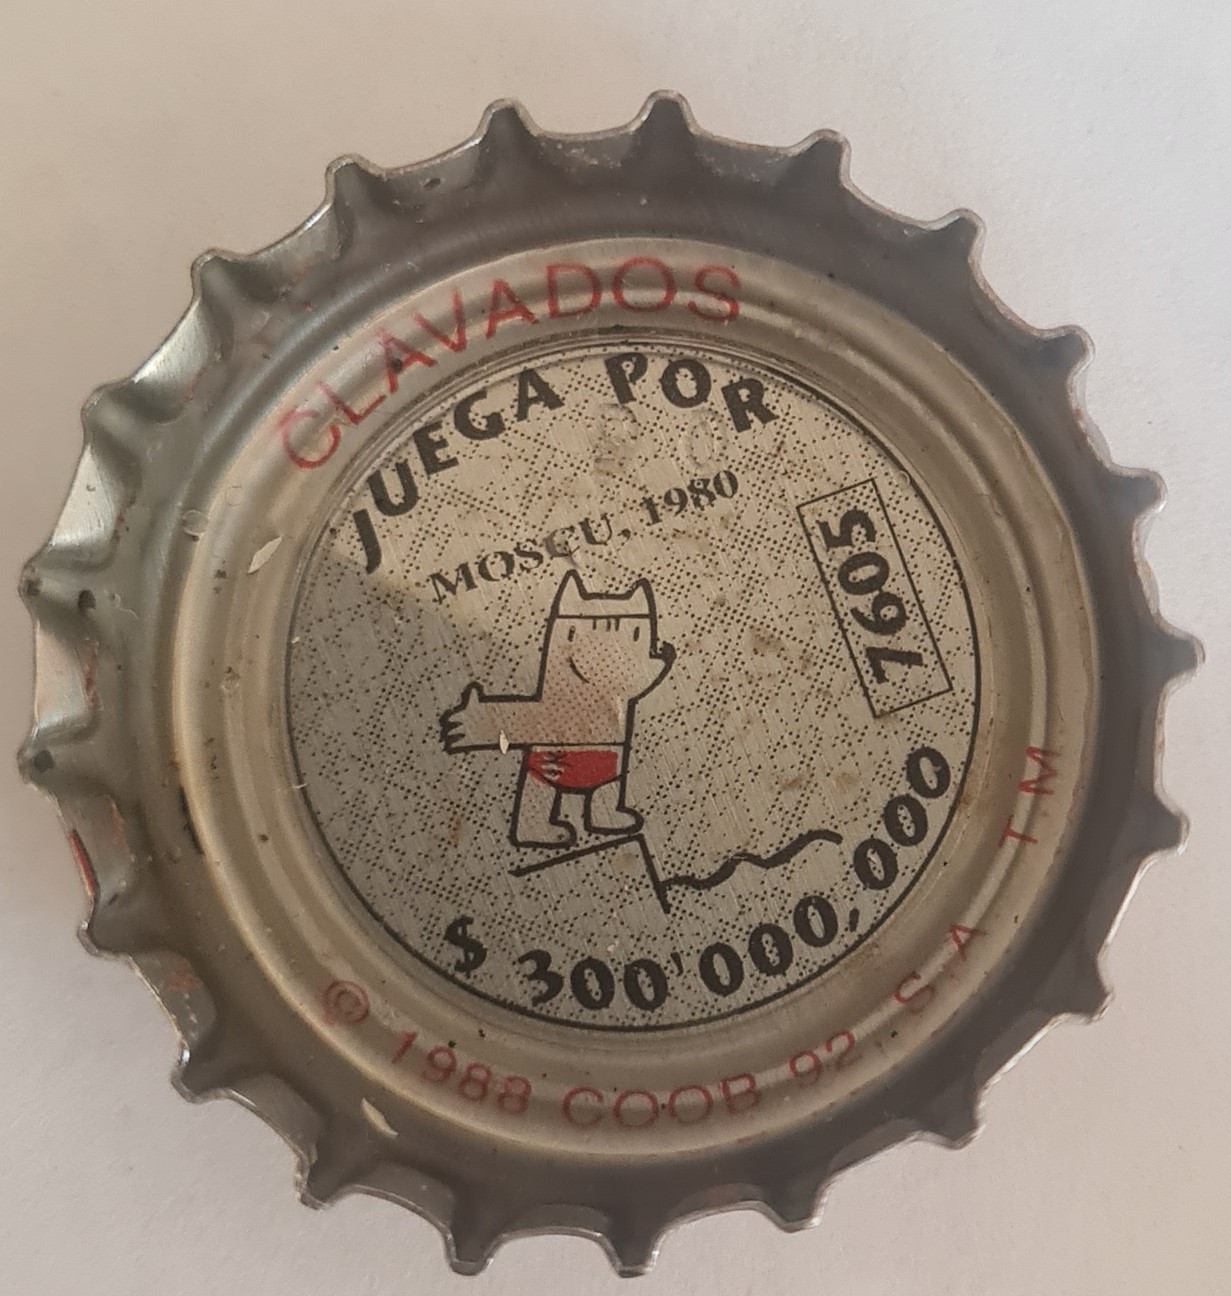 CLAVADOS
JUEGA POR
MOSCU, 1980
7605
$ 300'000,000
© 1988 COOB 92, S.A TM